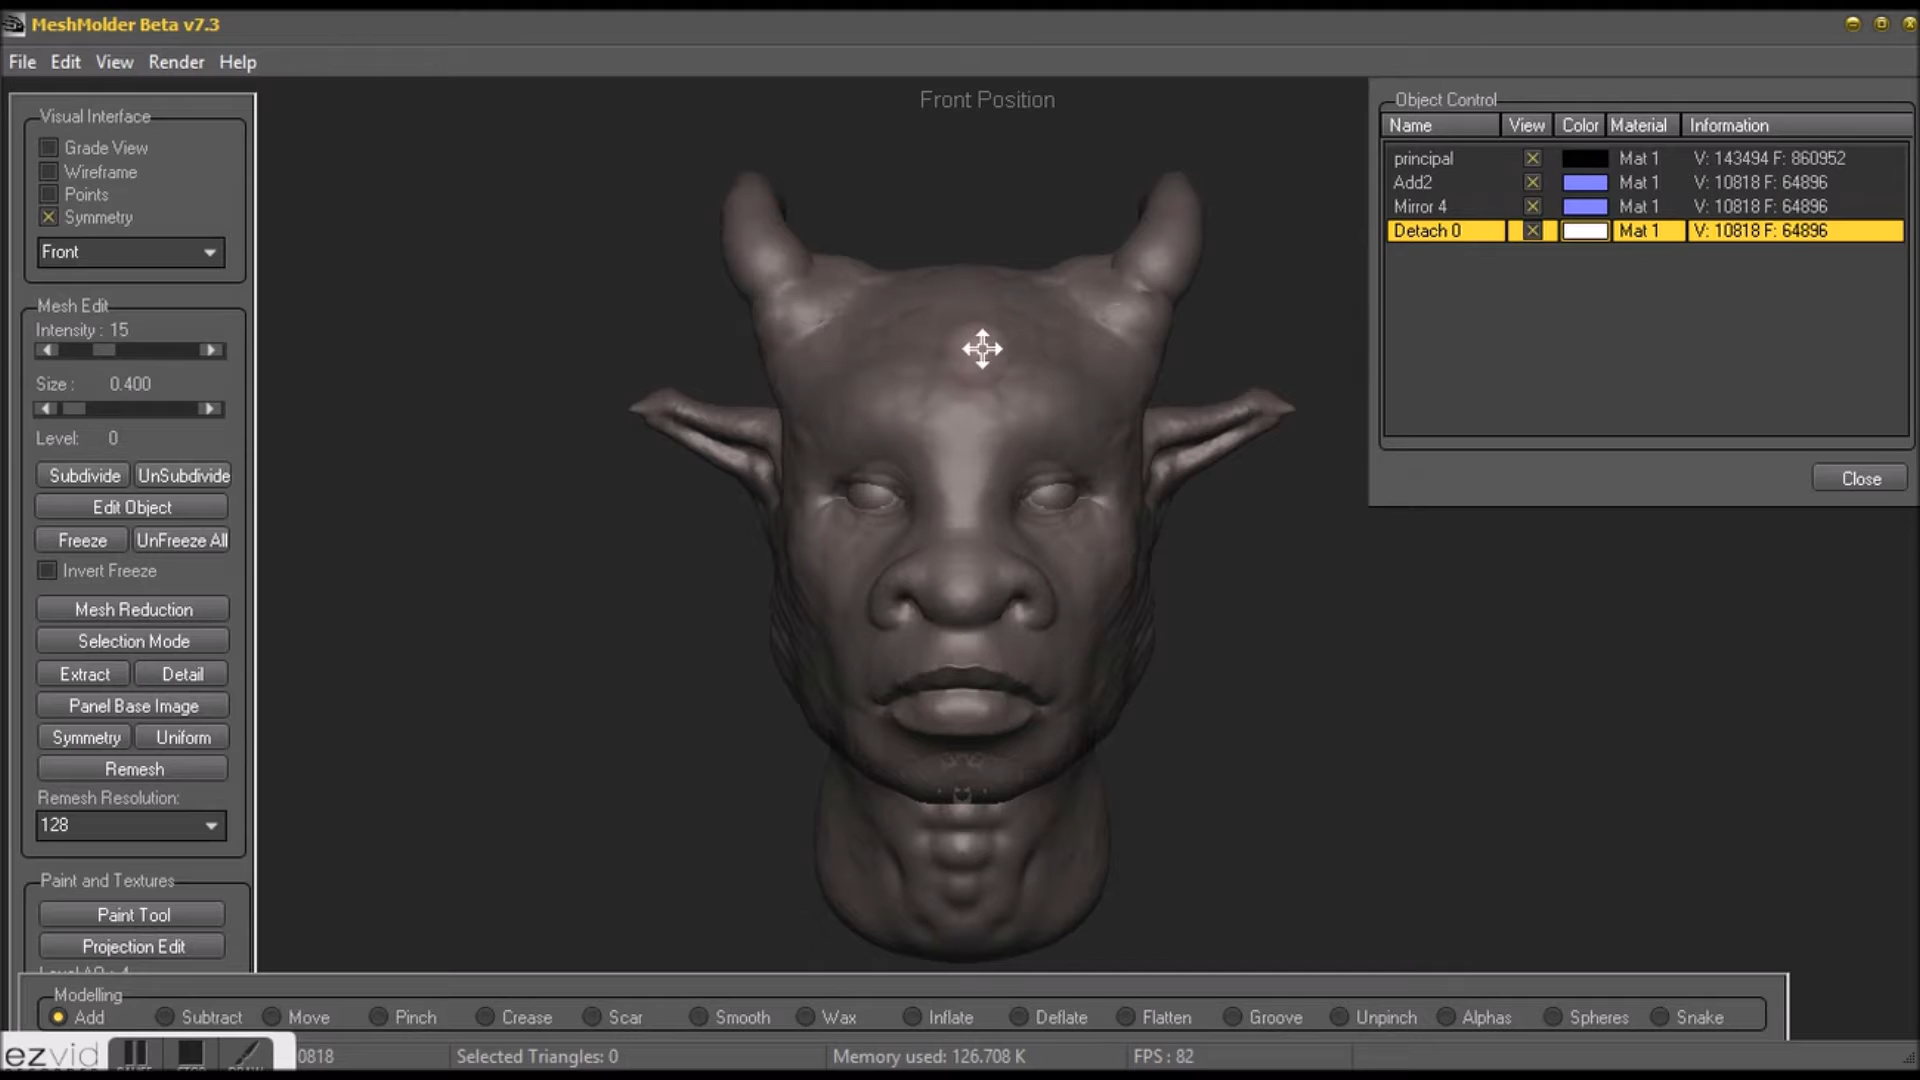 MeshMolder Beta v7.3
File Edit View Render Help
Front Position
Visual Interface
Grade View
Wireframe
Points
Symmetry
Front
Mesh Edit
Intensity : 15
Size : 0.400
Level: 0
Subdivide UnSubdivide
Edit Object
Freeze UnFreeze All
Invert Freeze
Mesh Reduction
Selection Mode
Extract Detail
Panel Base Image
Symmetry Uniform
Remesh
Remesh Resolution:
128
Paint and Textures
Paint Tool
Projection Edit
Object Control
Name View Color Material Information
principal Mat 1 V: 143494 F: 860952
Add2 Mat 1 V: 10818 F: 64896
Mirror 4 Mat 1 V: 10818 F: 64896
Detach 0 Mat 1 V: 10818 F: 64896
Close
Modelling
Add Subtract Move Pinch Crease Scar Smooth Wax Inflate Deflate Flatten Groove Unpinch Alphas Spheres Snake
ezvid 0818 Selected Triangles: 0 Memory used: 126.708 K FPS : 82